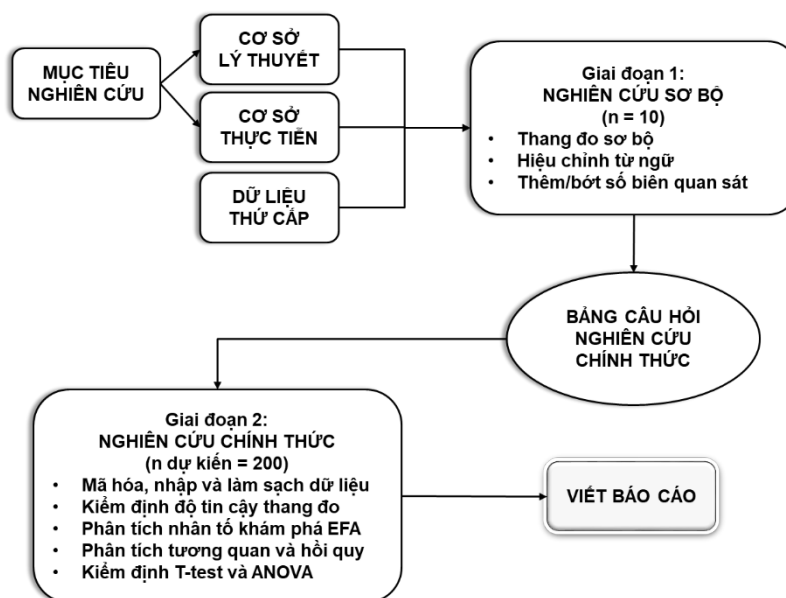 MỤC TIÊU
NGHIÊN CỨU
CƠ SỞ
LÝ THUYẾT
CƠ SỞ
THỰC TIỄN
DỮ LIỆU
THỨ CẤP
Giai đoạn 1:
NGHIÊN CỨU SƠ BỘ
(n = 10)
• Thang đo sơ bộ
• Hiệu chỉnh từ ngữ
• Thêm/bớt số biên quan sát
BẢNG CÂU HỎI
NGHIÊN CỨU
CHÍNH THỨC
Giai đoạn 2:
NGHIÊN CỨU CHÍNH THỨC
(n dự kiến = 200)
• Mã hóa, nhập và làm sạch dữ liệu
• Kiểm định độ tin cậy thang đo
• Phân tích nhân tố khám phá EFA
• Phân tích tương quan và hồi quy
• Kiểm định T-test và ANOVA
VIẾT BÁO CÁO